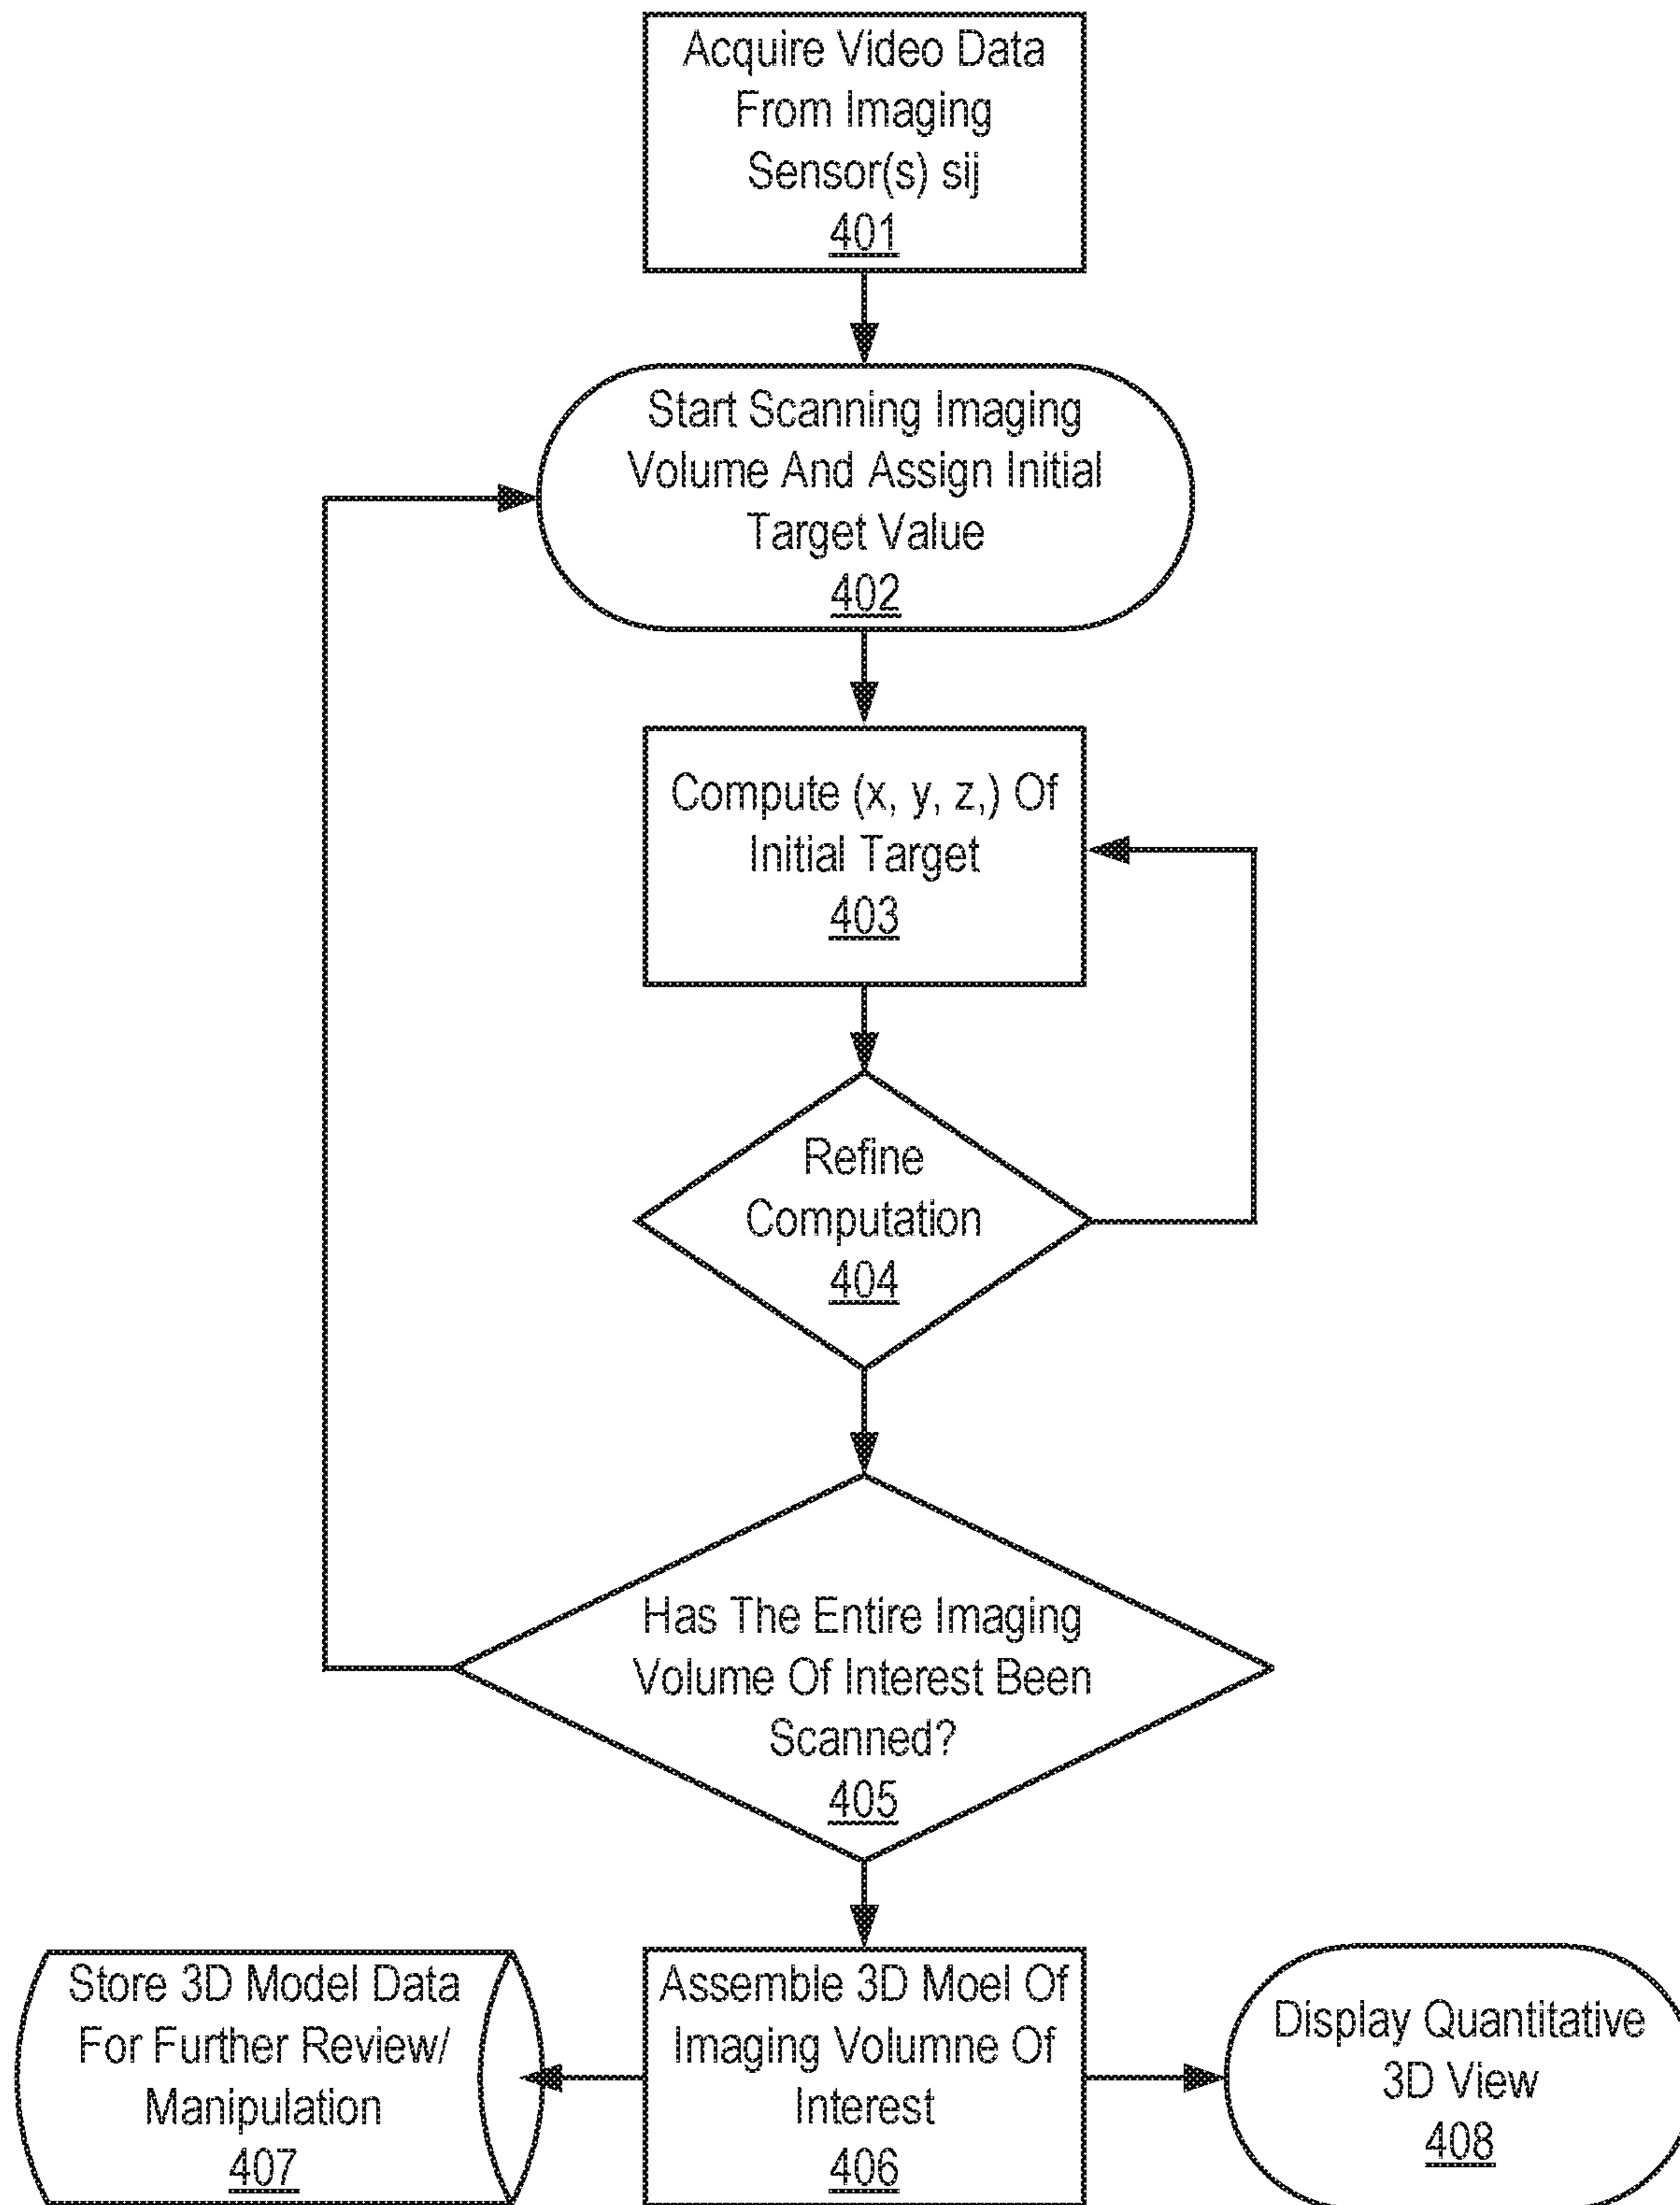 Acquire Video Data
From Imaging
Sensor(s) sij
401
Start Scanning Imaging
Volume And Assign Initial
Target Value
402
Compute (x, y, z,) Of
Initial Target
403
Refine
Computation
404
Has The Entire Imaging
Volume Of Interest Been
Scanned?
405
Store 3D Model Data
For Further Review/
Manipulation
407
Assemble 3D Moel Of
Imaging Volumne Of
Interest
406
Display Quantitative
3D View
408